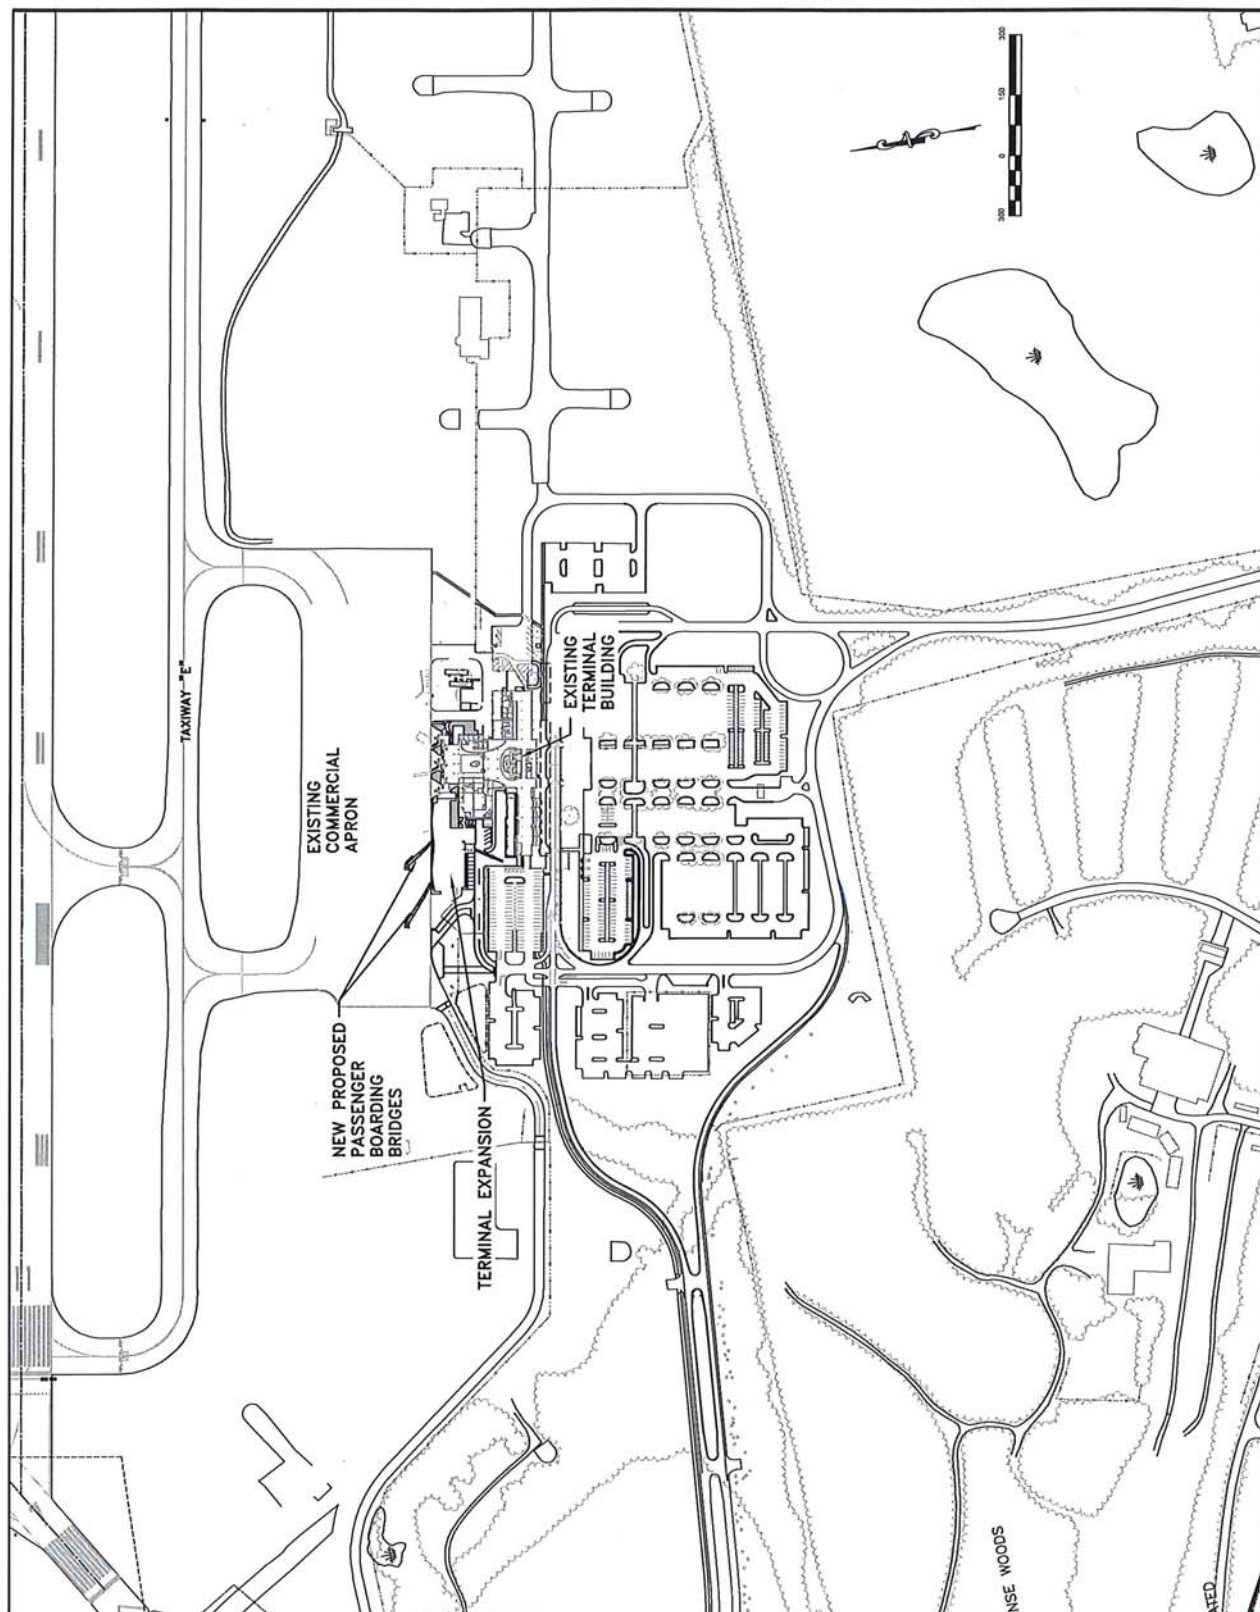 300
150
0
300
TAXIWAY "E"
EXISTING
COMMERCIAL
APRON
EXISTING
TERMINAL
BUILDING
NEW PROPOSED
PASSENGER
BOARDING
BRIDGES
TERMINAL EXPANSION
NSE WOODS
ATED